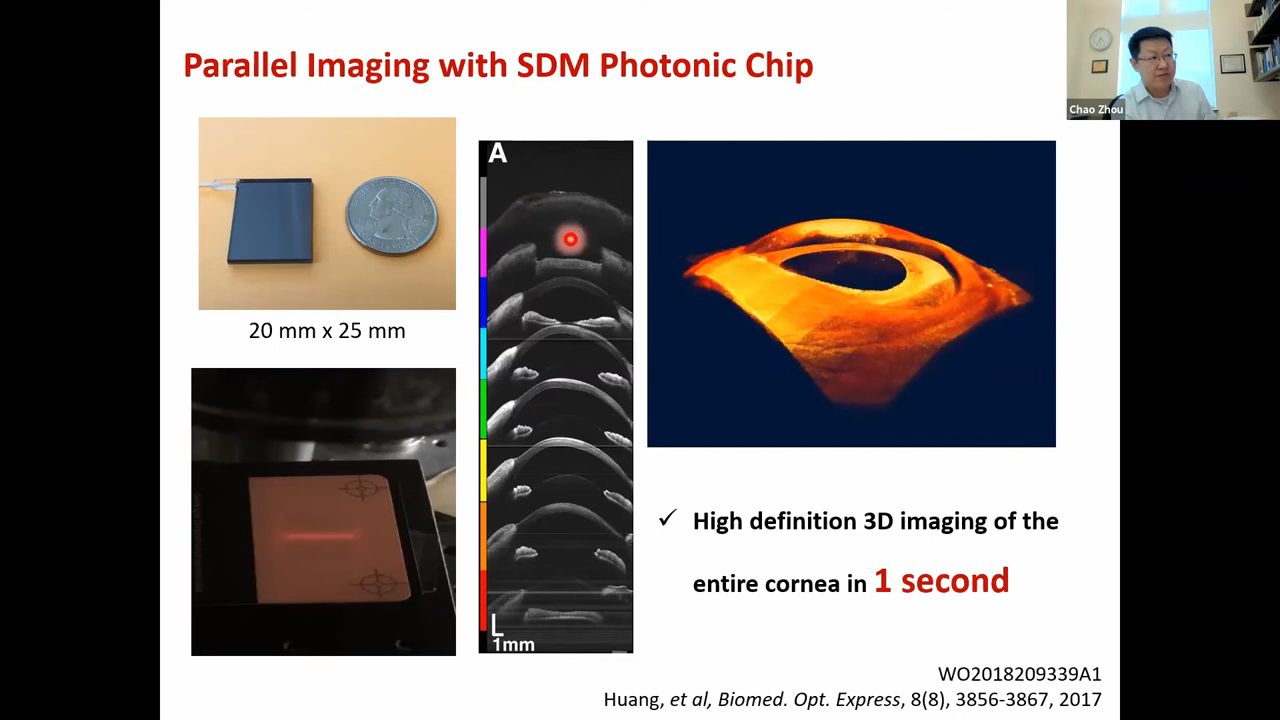 Parallel Imaging with SDM Photonic Chip
Chao Zhou
A
20 mm x 25 mm
1mm
✓ High definition 3D imaging of the
entire cornea in 1 second
WO2018209339A1
Huang, et al, Biomed. Opt. Express, 8(8), 3856-3867, 2017